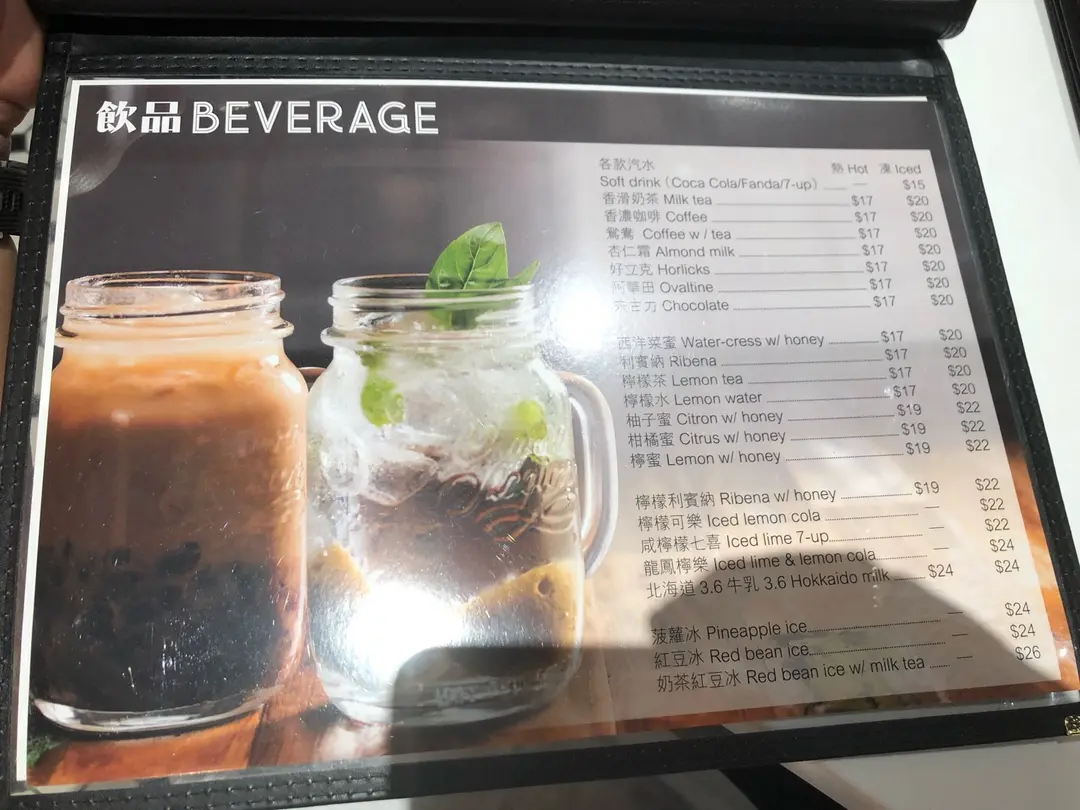 飲品 BEVERAGE
熱 Hot 凍 Iced
各款汽水
Soft drink (Coca Cola/Fanda/7-up) — $15
香滑奶茶 Milk tea $17 $20
香濃咖啡 Coffee $17 $20
鴛鴦 Coffee w / tea $17 $20
杏仁霜 Almond milk $17 $20
好立克 Horlicks $17 $20
阿華田 Ovaltine $17 $20
朱古力 Chocolate $17 $20
西洋菜蜜 Water-cress w/ honey $17 $20
利賓納 Ribena $17 $20
檸檬茶 Lemon tea $17 $20
檸檬水 Lemon water $17 $20
柚子蜜 Citron w/ honey $19 $22
柑橘蜜 Citrus w/ honey $19 $22
檸蜜 Lemon w/ honey $19 $22
檸檬利賓納 Ribena w/ honey $19 $22
檸檬可樂 Iced lemon cola — $22
咸檸檬七喜 Iced lime 7-up — $22
龍鳳檸樂 Iced lime & lemon cola — $24
北海道 3.6 牛乳 3.6 Hokkaido milk $24 $24
菠蘿冰 Pineapple ice — $24
紅豆冰 Red bean ice — $24
奶茶紅豆冰 Red bean ice w/ milk tea — $26